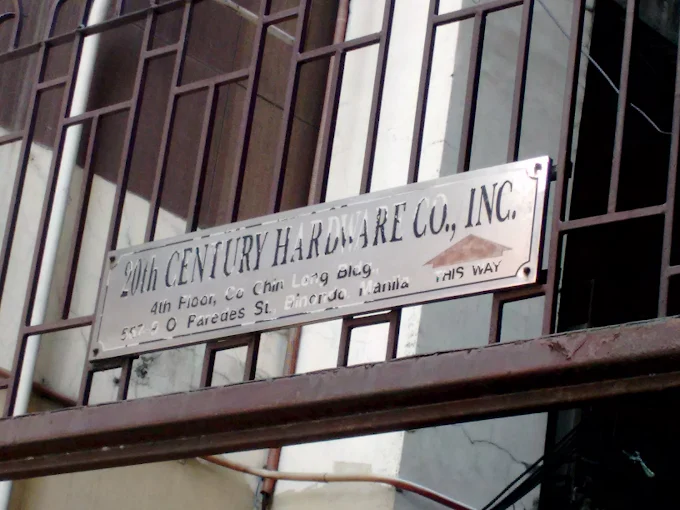 20th CENTURY HARDWARE CO., INC.
4th Floor, Co Chin Long Bldg.
O Paredes St., Binondo, Manila
THIS WAY